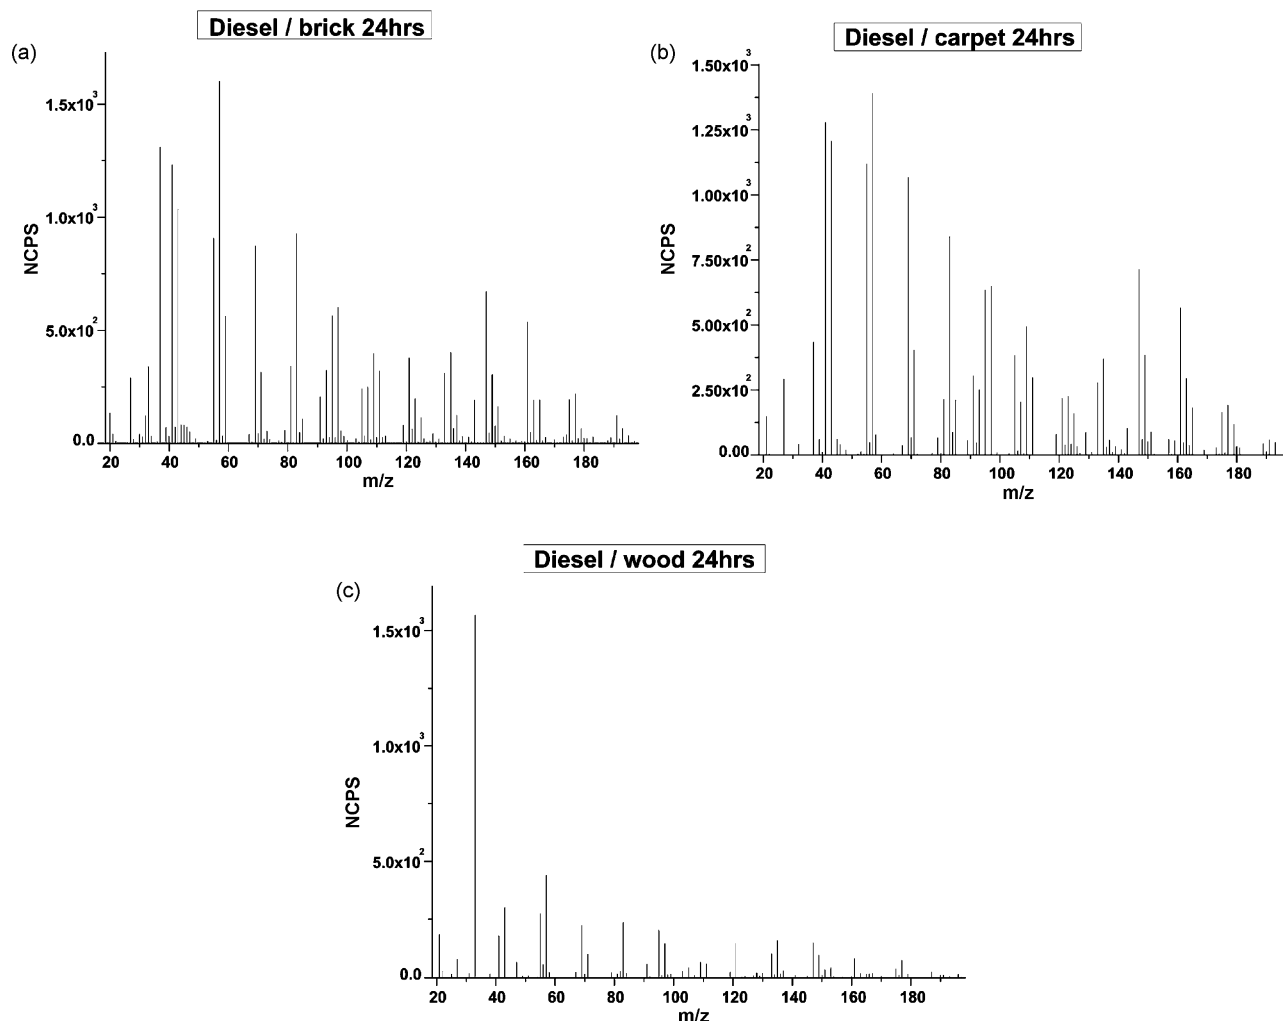 Diesel / brick 24hrs
(a)
1.5x10³
1.0x10³
5.0x10²
0.0
NCPS
20 40 60 80 100 120 140 160 180
m/z
Diesel / carpet 24hrs
(b)
1.50x10³
1.25x10³
1.00x10³
7.50x10²
5.00x10²
2.50x10²
0.00
NCPS
20 40 60 80 100 120 140 160 180
m/z
Diesel / wood 24hrs
(c)
1.5x10³
1.0x10³
5.0x10²
0.0
NCPS
20 40 60 80 100 120 140 160 180
m/z